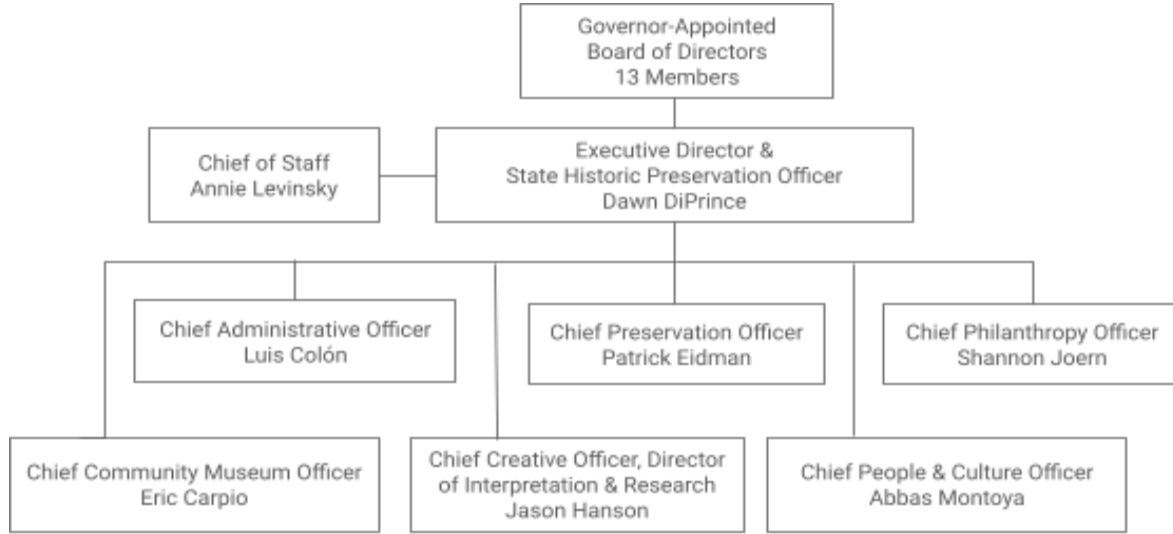 Governor-Appointed
Board of Directors
13 Members
Chief of Staff
Annie Levinsky
Executive Director &
State Historic Preservation Officer
Dawn DiPrince
Chief Administrative Officer
Luis Colón
Chief Preservation Officer
Patrick Eidman
Chief Philanthropy Officer
Shannon Joern
Chief Community Museum Officer
Eric Carpio
Chief Creative Officer, Director
of Interpretation & Research
Jason Hanson
Chief People & Culture Officer
Abbas Montoya